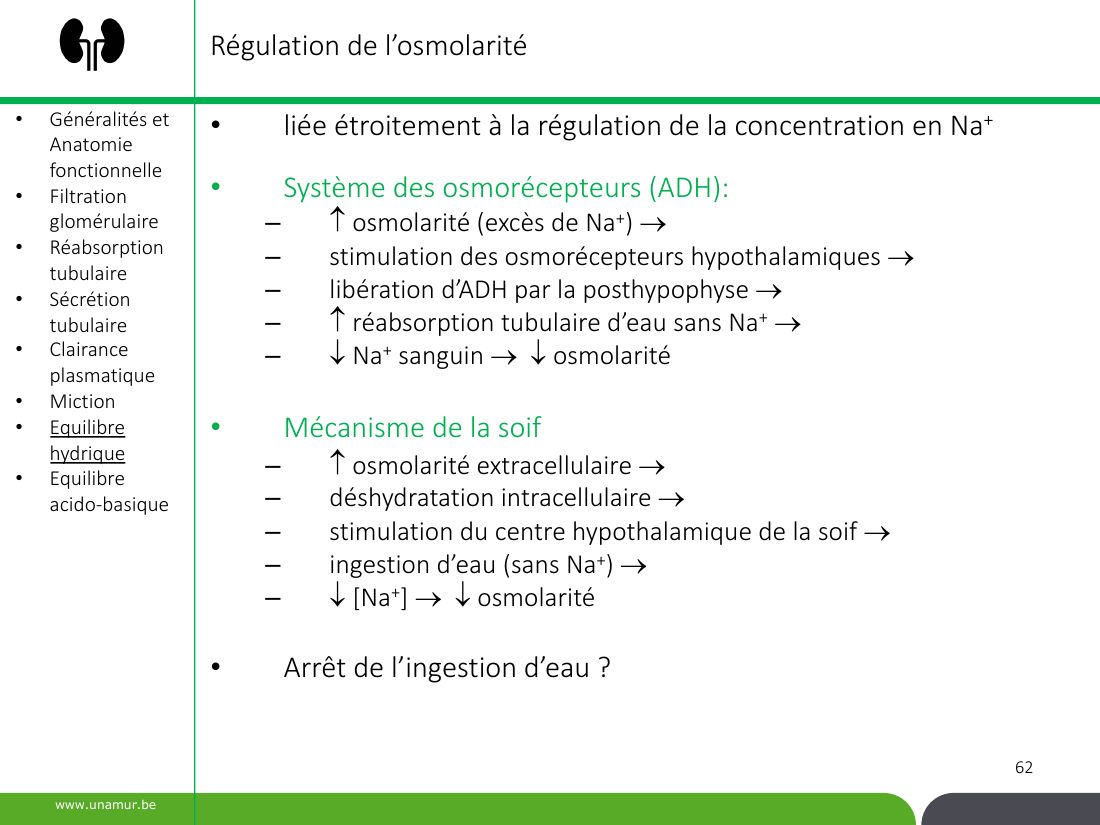 Régulation de l’osmolarité
• Généralités et
Anatomie
fonctionnelle
• Filtration
glomérulaire
• Réabsorption
tubulaire
• Sécrétion
tubulaire
• Clairance
plasmatique
• Miction
• Equilibre
hydrique
• Equilibre
acido-basique
• liée étroitement à la régulation de la concentration en Na⁺
• Système des osmorécepteurs (ADH):
– ↑ osmolarité (excès de Na⁺) →
– stimulation des osmorécepteurs hypothalamiques →
– libération d’ADH par la posthypophyse →
– ↑ réabsorption tubulaire d’eau sans Na⁺ →
– ↓ Na⁺ sanguin → ↓ osmolarité
• Mécanisme de la soif
– ↑ osmolarité extracellulaire →
– déshydratation intracellulaire →
– stimulation du centre hypothalamique de la soif →
– ingestion d’eau (sans Na⁺) →
– ↓ [Na⁺] → ↓ osmolarité
• Arrêt de l’ingestion d’eau ?
62
www.unamur.be